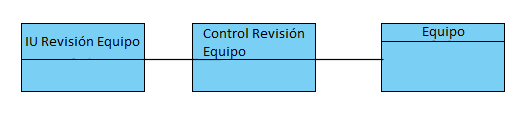 IU Revisión Equipo
Control Revisión
Equipo
Equipo